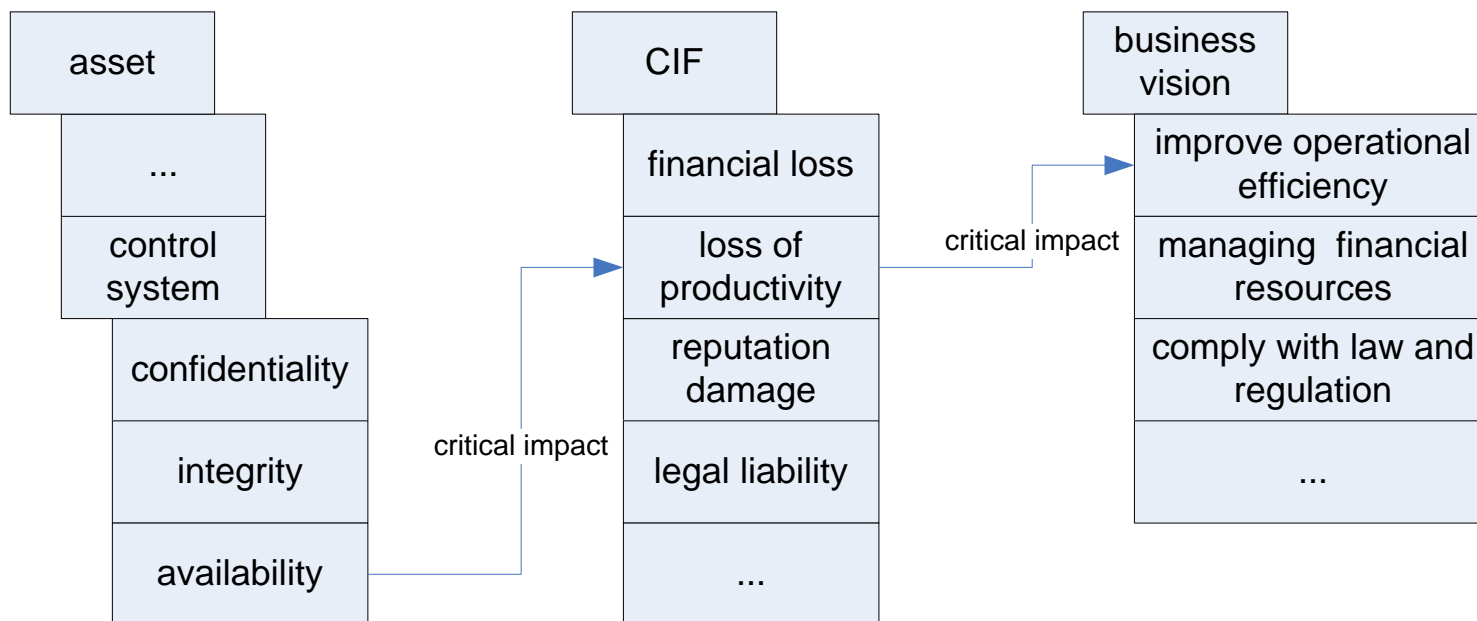 asset
...
control
system
confidentiality
integrity
availability
critical impact
CIF
financial loss
loss of
productivity
reputation
damage
legal liability
...
critical impact
business
vision
improve operational
efficiency
managing  financial
resources
comply with law and
regulation
...